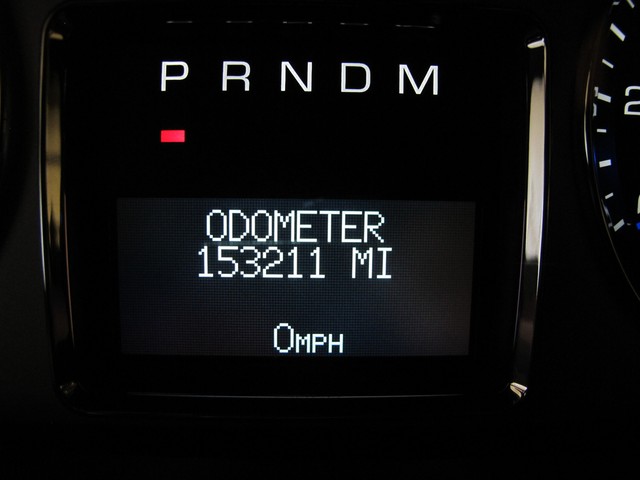 P R N D M
ODOMETER
153211 MI
0MPH